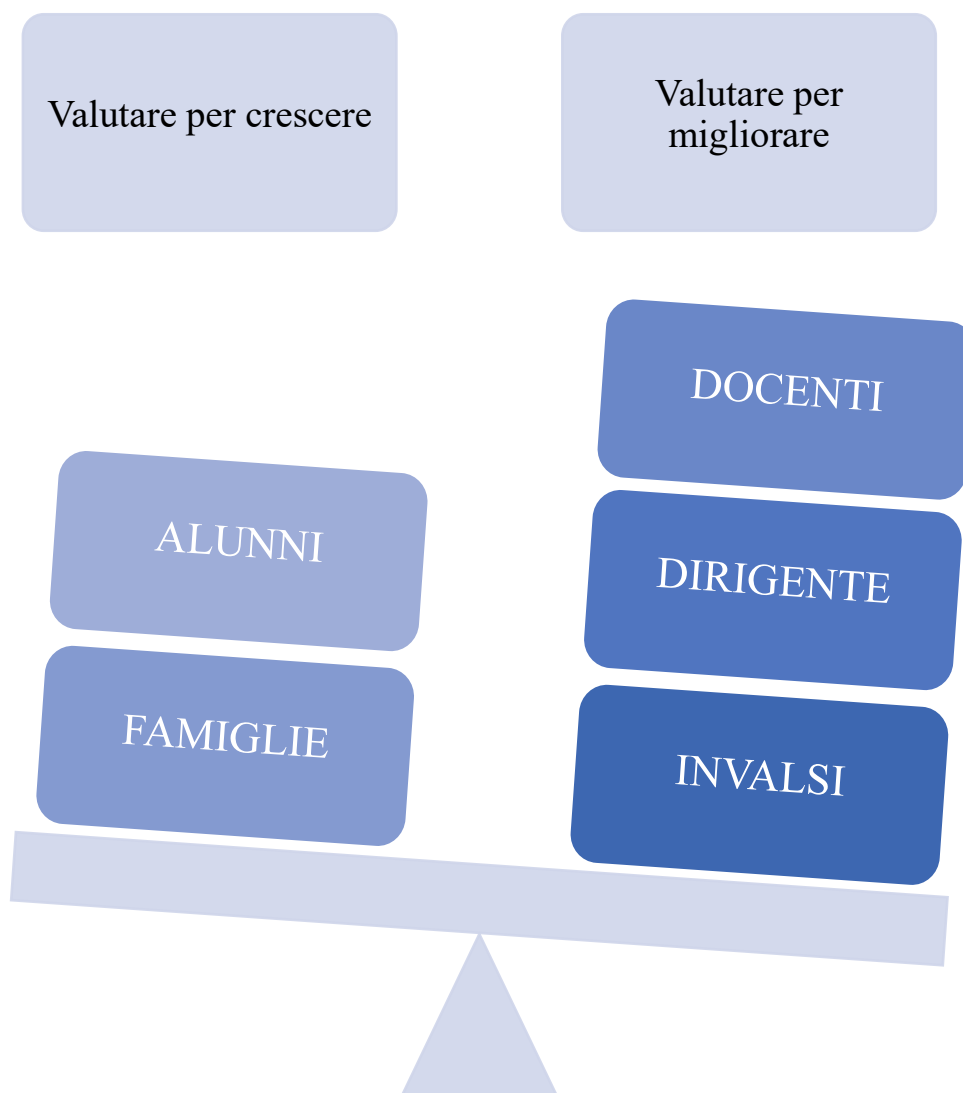 Valutare per crescere
Valutare per
migliorare
ALUNNI
FAMIGLIE
DOCENTI
DIRIGENTE
INVALSI